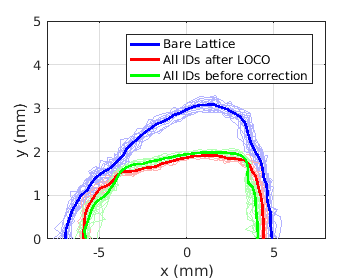 5
4
3
2
1
0
y (mm)
Bare Lattice
All IDs after LOCO
All IDs before correction
-5 0 5
x (mm)